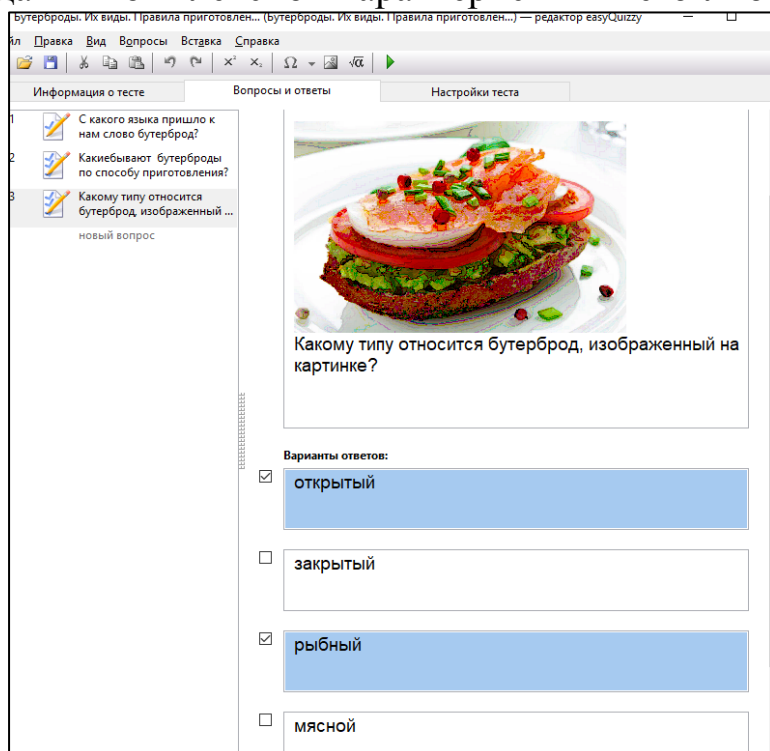 Бутерброды. Их виды. Правила приготовлен... (Бутерброды. Их виды. Правила приготовлен...) — редактор easyQuizzy
йл Правка Вид Вопросы Вставка Справка
x² x₂ Ω √α
Информация о тесте Вопросы и ответы Настройки теста
1 С какого языка пришло к
нам слово бутерброд?
2 Какиебывают бутерброды
по способу приготовления?
3 Какому типу относится
бутерброд, изображенный ...
новый вопрос
Какому типу относится бутерброд, изображенный на
картинке?
Варианты ответов:
открытый
закрытый
рыбный
мясной